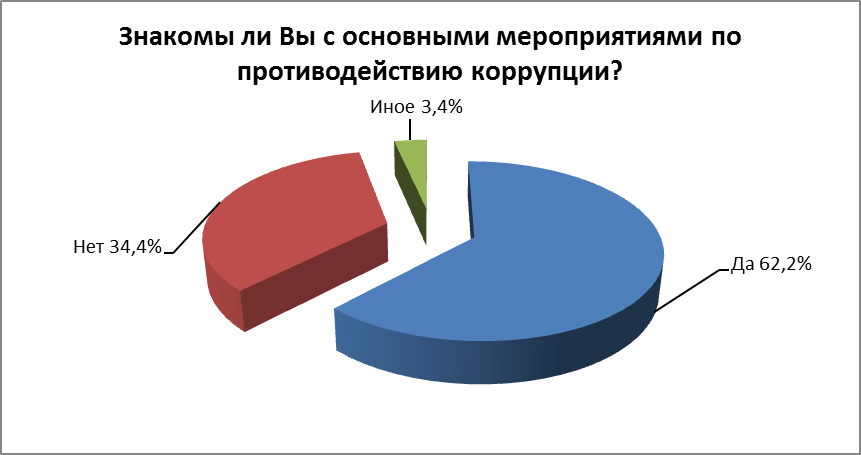 Знакомы ли Вы с основными мероприятиями по
противодействию коррупции?
Иное 3,4%
Нет 34,4%
Да 62,2%